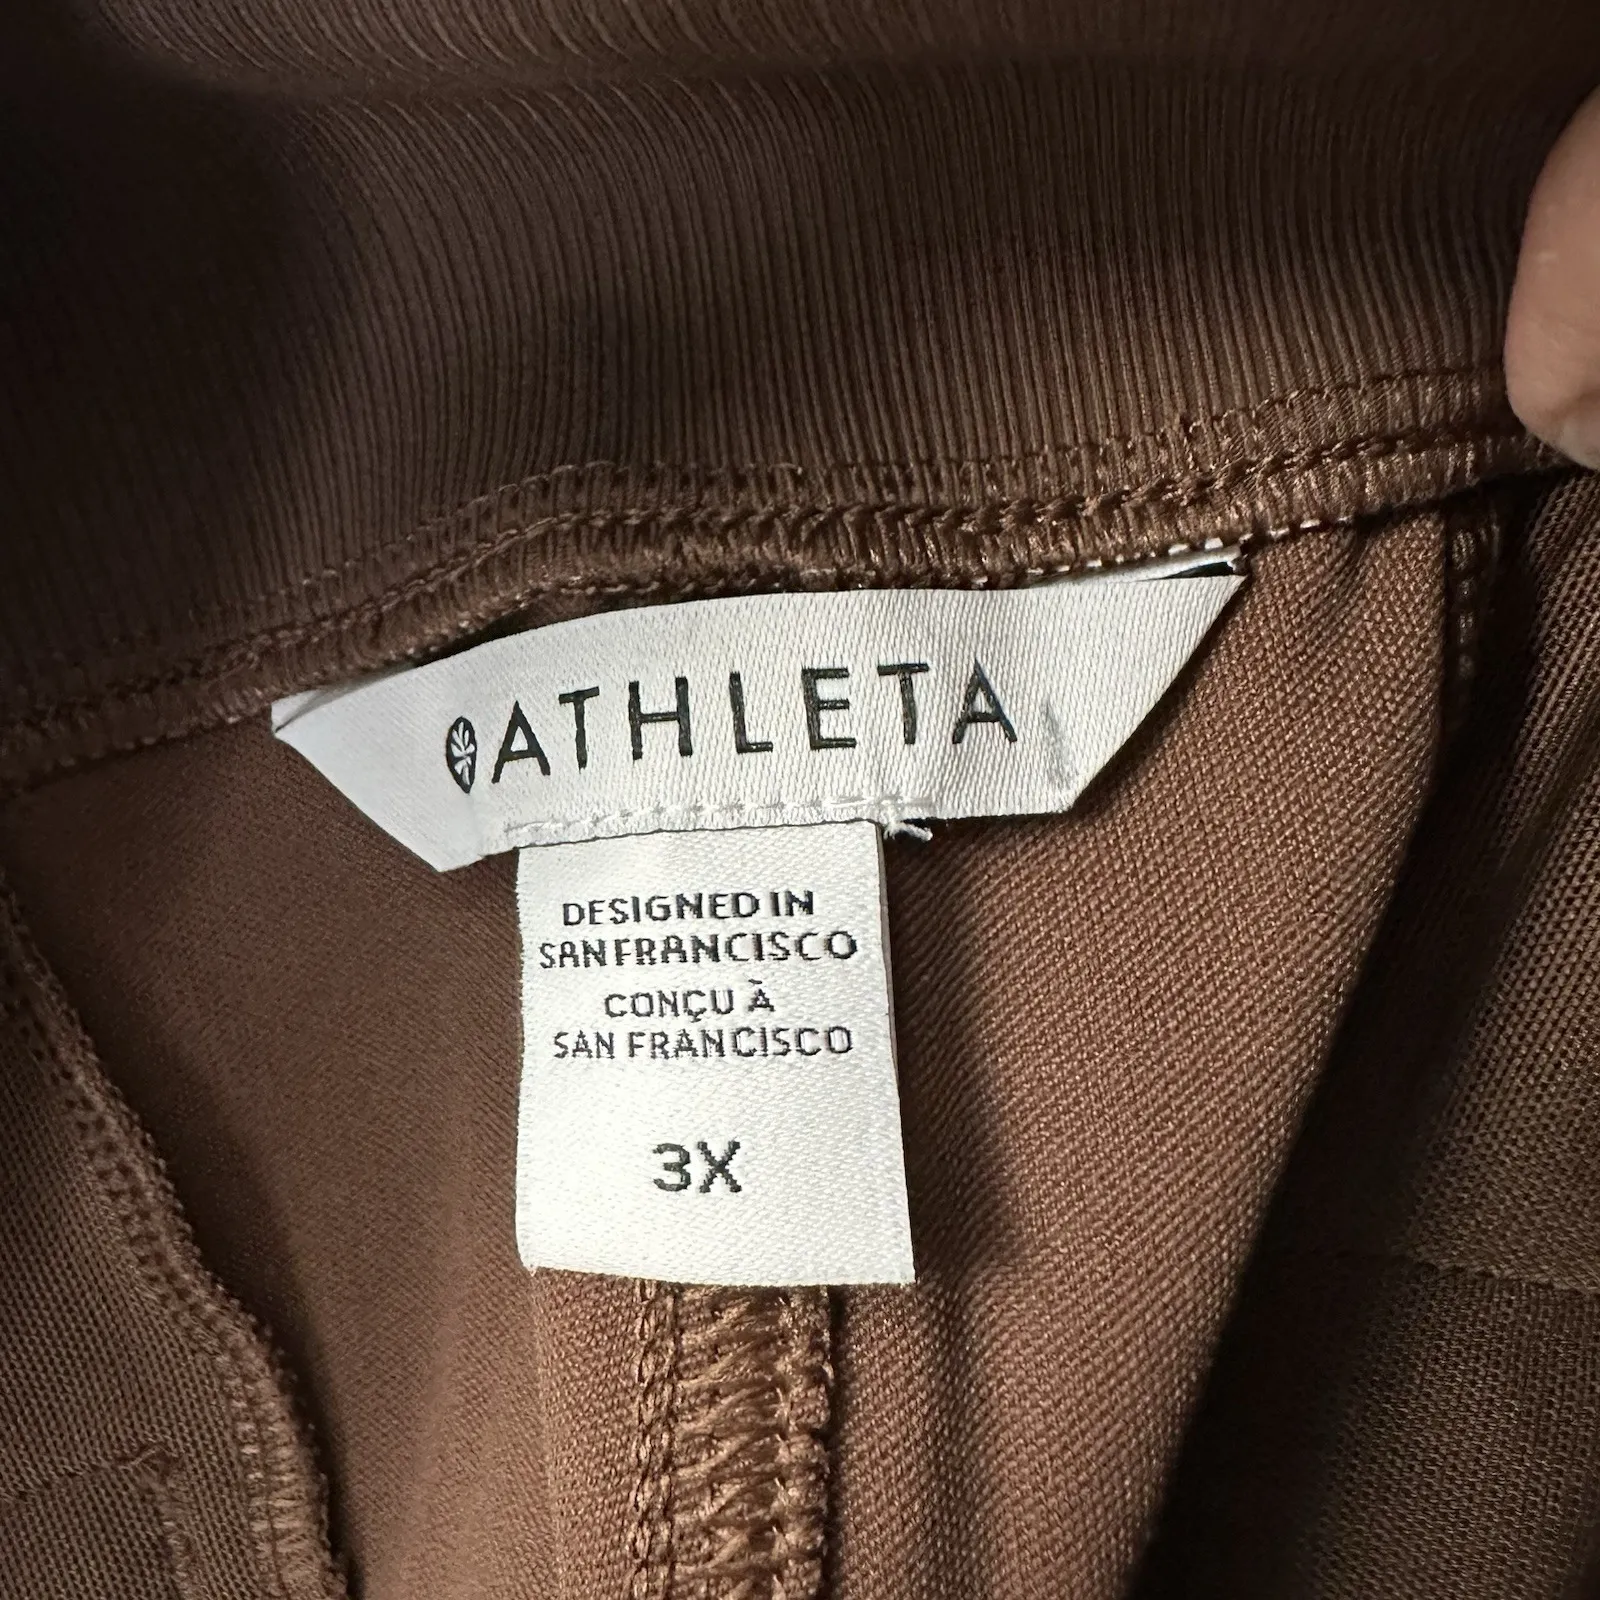 ATHLETA
DESIGNED IN
SAN FRANCISCO
CONÇU À
SAN FRANCISCO
3X